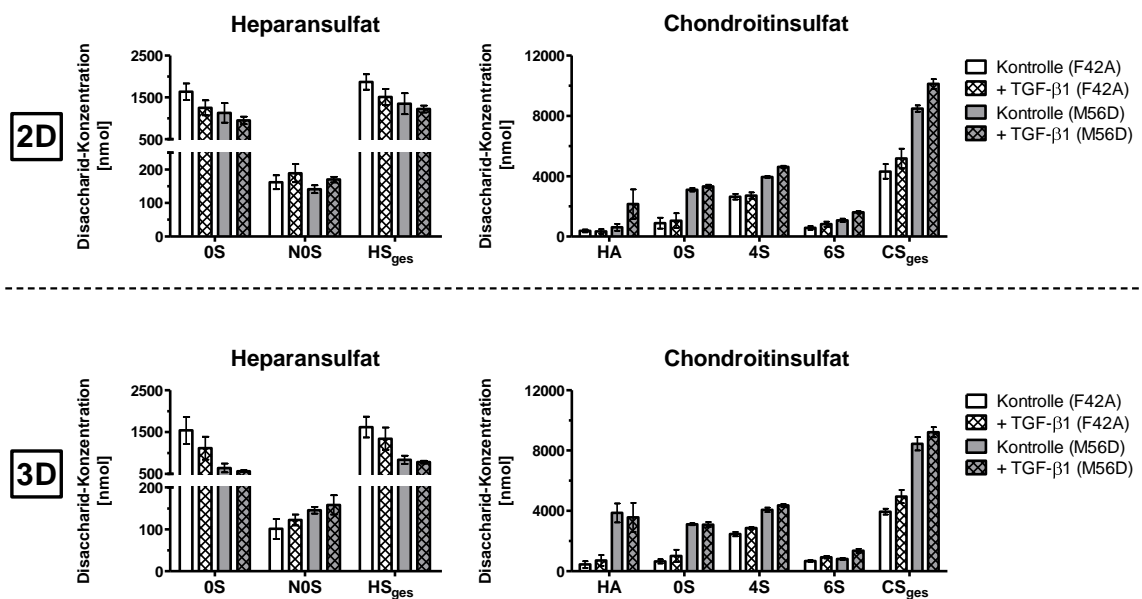 Heparansulfat
Chondroitinsulfat
2D
Disaccharid-Konzentration
[nmol]
2500
1500
500
200
100
0
0S
N0S
HSges
Disaccharid-Konzentration
[nmol]
12000
8000
4000
0
HA
0S
4S
6S
CSges
Kontrolle (F42A)
+ TGF-β1 (F42A)
Kontrolle (M56D)
+ TGF-β1 (M56D)
Heparansulfat
Chondroitinsulfat
3D
Disaccharid-Konzentration
[nmol]
2500
1500
500
200
100
0
0S
N0S
HSges
Disaccharid-Konzentration
[nmol]
12000
8000
4000
0
HA
0S
4S
6S
CSges
Kontrolle (F42A)
+ TGF-β1 (F42A)
Kontrolle (M56D)
+ TGF-β1 (M56D)